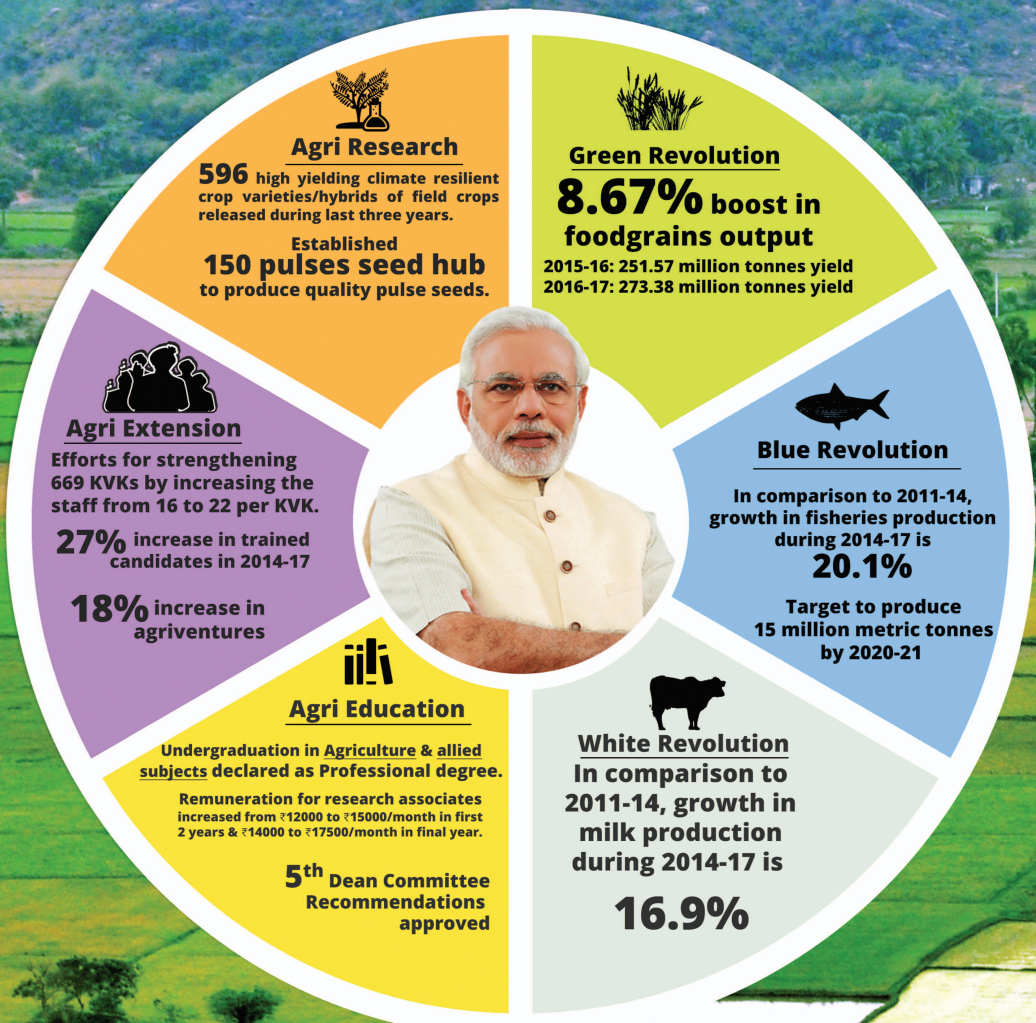 Agri Research
596 high yielding climate resilient
crop varieties/hybrids of field crops
released during last three years.
Established
150 pulses seed hub
to produce quality pulse seeds.
Green Revolution
8.67% boost in
foodgrains output
2015-16: 251.57 million tonnes yield
2016-17: 273.38 million tonnes yield
Blue Revolution
In comparison to 2011-14,
growth in fisheries production
during 2014-17 is
20.1%
Target to produce
15 million metric tonnes
by 2020-21
White Revolution
In comparison to
2011-14, growth in
milk production
during 2014-17 is
16.9%
Agri Education
Undergraduation in Agriculture & allied
subjects declared as Professional degree.
Remuneration for research associates
increased from ₹12000 to ₹15000/month in first
2 years & ₹14000 to ₹17500/month in final year.
5th Dean Committee
Recommendations
approved
Agri Extension
Efforts for strengthening
669 KVKs by increasing the
staff from 16 to 22 per KVK.
27% increase in trained
candidates in 2014-17
18% increase in
agriventures